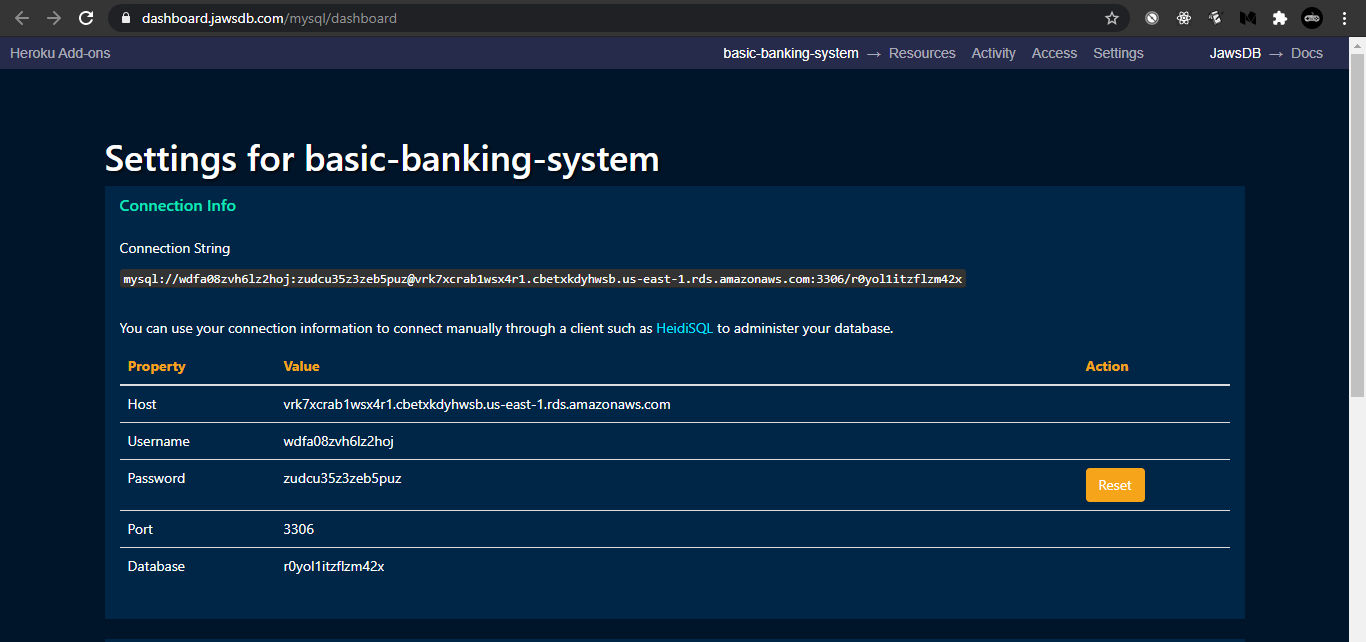 dashboard.jawsdb.com/mysql/dashboard
Heroku Add-ons basic-banking-system → Resources Activity Access Settings JawsDB → Docs
Settings for basic-banking-system
Connection Info
Connection String
mysql://wdfa08zvh6lz2hoj:zudcu35z3zeb5puz@vrk7xcrab1wsx4r1.cbetxkdyhwsb.us-east-1.rds.amazonaws.com:3306/r0yol1itzflzm42x
You can use your connection information to connect manually through a client such as HeidiSQL to administer your database.
Property Value Action
Host vrk7xcrab1wsx4r1.cbetxkdyhwsb.us-east-1.rds.amazonaws.com
Username wdfa08zvh6lz2hoj
Password zudcu35z3zeb5puz Reset
Port 3306
Database r0yol1itzflzm42x